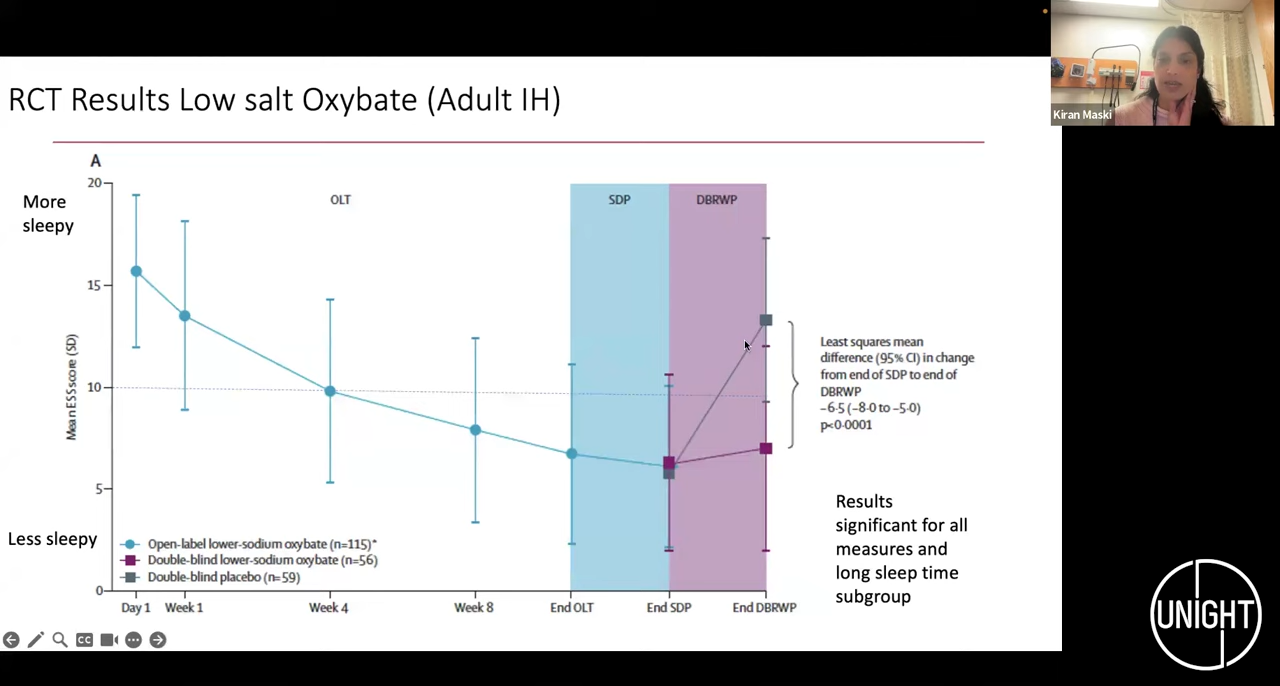 Kiran Maski
RCT Results Low salt Oxybate (Adult IH)
A
More
sleepy
Less sleepy
Mean ESS score (SD)
20
15
10
5
0
OLT
SDP
DBRWP
Open-label lower-sodium oxybate (n=115)*
Double-blind lower-sodium oxybate (n=56)
Double-blind placebo (n=59)
Day 1
Week 1
Week 4
Week 8
End OLT
End SDP
End DBRWP
Least squares mean
difference (95% CI) in change
from end of SDP to end of
DBRWP
−6·5 (−8·0 to −5·0)
p<0·0001
Results
significant for all
measures and
long sleep time
subgroup
CC
UNIGHT